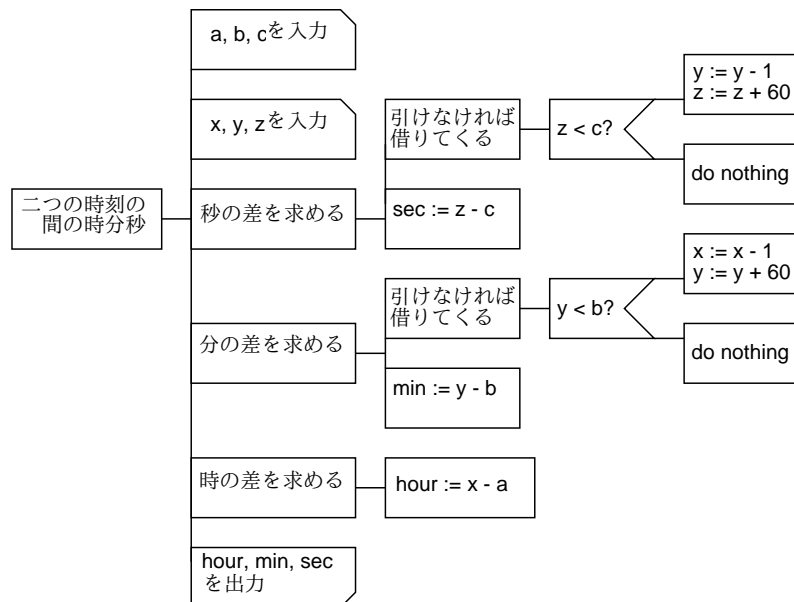 二つの時刻の
間の時分秒
a, b, cを入力
x, y, zを入力
秒の差を求める
引けなければ
借りてくる
z < c?
y := y - 1
z := z + 60
do nothing
sec := z - c
分の差を求める
引けなければ
借りてくる
y < b?
x := x - 1
y := y + 60
do nothing
min := y - b
時の差を求める
hour := x - a
hour, min, sec
を出力